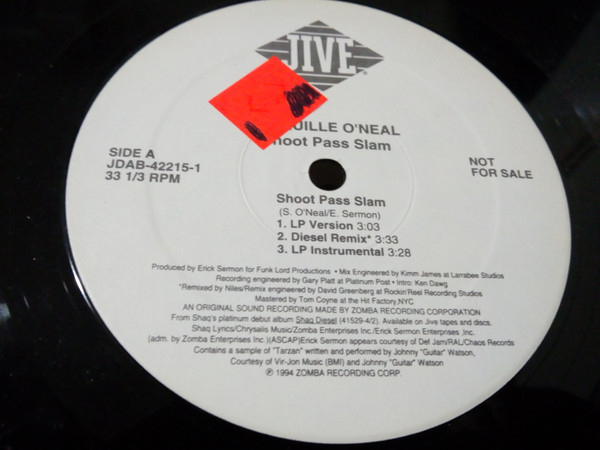 JIVE
UILLE O'NEAL
hoot Pass Slam
SIDE A
JDAB-42215-1
33 1/3 RPM
NOT
FOR SALE
Shoot Pass Slam
(S. O'Neal/E. Sermon)
1. LP Version 3:03
2. Diesel Remix* 3:33
3. LP Instrumental 3:28
Produced by Erick Sermon for Funk Lord Productions • Mix Engineered by Kimm James at Larrabee Studios
Recording engineered by Gary Platt at Platinum Post • Intro: Ken Dawg
*Remixed by Niles/Remix engineered by David Greenberg at Rockin'Reel Recording Studios
Mastered by Tom Coyne at the Hit Factory, NYC
AN ORIGINAL SOUND RECORDING MADE BY ZOMBA RECORDING CORPORATION
From Shaq's platinum debut album Shaq Diesel (41529-4/2). Available on Jive tapes and discs.
Shaq Lyrics/Chrysalis Music/Zomba Enterprises Inc./Erick Sermon Enterprises Inc.
(adm. by Zomba Enterprises Inc.)(ASCAP)Erick Sermon appears courtesy of Def Jam/RAL/Chaos Records
Contains a sample of "Tarzan" written and performed by Johnny "Guitar" Watson,
Courtesy of Vir-Jon Music (BMI) and Johnny "Guitar" Watson
℗ 1994 ZOMBA RECORDING CORP.